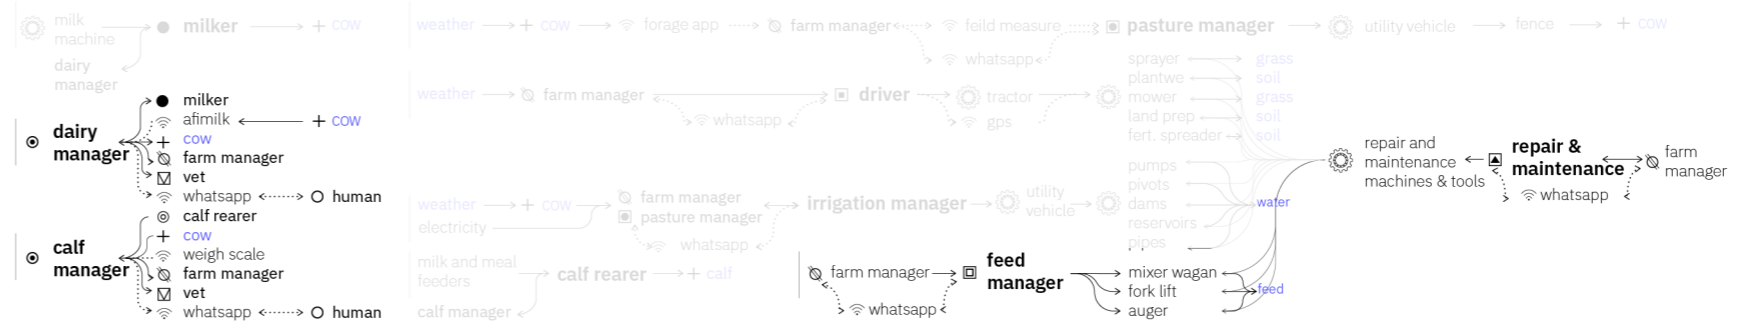 milk
machine
milker
cow
dairy
manager
weather
cow
forage app
farm manager
feild measure
whatsapp
pasture manager
utility vehicle
fence
cow
sprayer
grass
plantwe
soil
mower
grass
land prep
soil
fert. spreader
soil
weather
farm manager
whatsapp
driver
tractor
gps
dairy
manager
milker
afimilk
cow
cow
farm manager
vet
whatsapp
human
pumps
pivots
dams
reservoirs
pipes
water
repair and
maintenance
machines & tools
repair &
maintenance
farm
manager
whatsapp
weather
cow
electricity
farm manager
pasture manager
whatsapp
irrigation manager
utility
vehicle
calf
manager
calf rearer
cow
weigh scale
farm manager
vet
whatsapp
human
milk and meal
feeders
calf manager
calf rearer
calf
farm manager
whatsapp
feed
manager
mixer wagan
fork lift
auger
feed